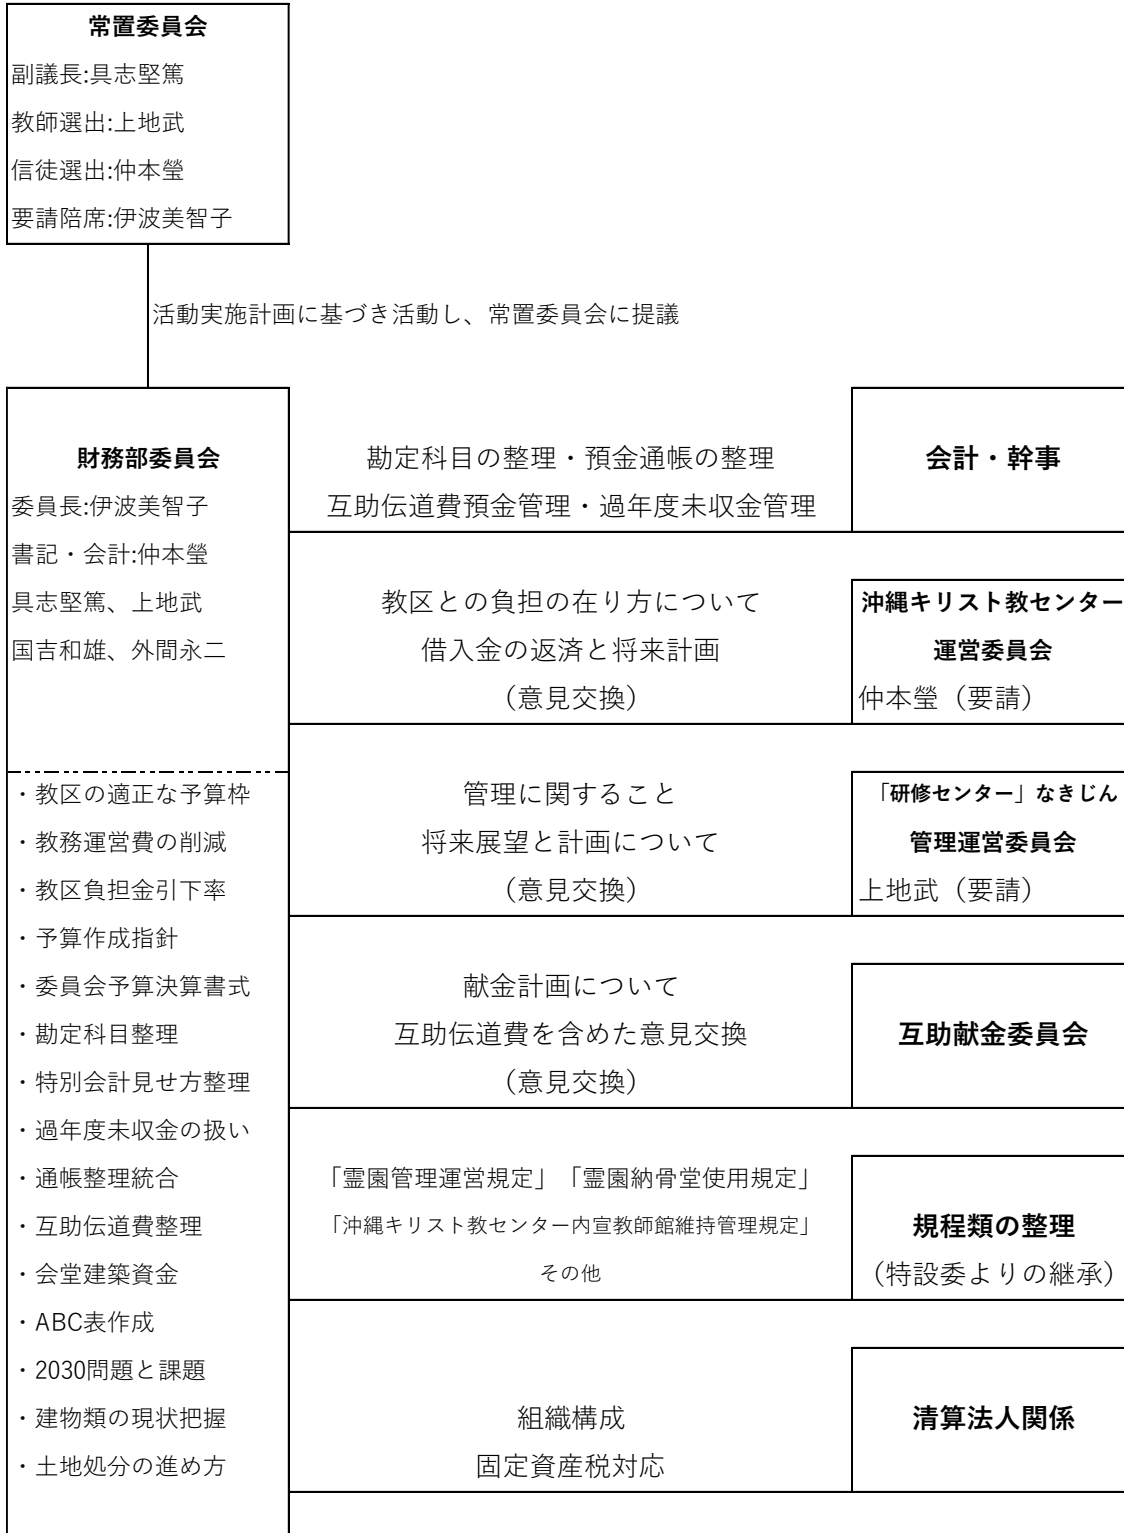 常置委員会
副議長:具志堅篤
教師選出:上地武
信徒選出:仲本瑩
要請陪席:伊波美智子
活動実施計画に基づき活動し、常置委員会に提議
財務部委員会
委員長:伊波美智子
書記・会計:仲本瑩
具志堅篤、上地武
国吉和雄、外間永二
・教区の適正な予算枠
・教務運営費の削減
・教区負担金引下率
・予算作成指針
・委員会予算決算書式
・勘定科目整理
・特別会計見せ方整理
・過年度未収金の扱い
・通帳整理統合
・互助伝道費整理
・会堂建築資金
・ABC表作成
・2030問題と課題
・建物類の現状把握
・土地処分の進め方
勘定科目の整理・預金通帳の整理
互助伝道費預金管理・過年度未収金管理
会計・幹事
教区との負担の在り方について
借入金の返済と将来計画
（意見交換）
沖縄キリスト教センター
運営委員会
仲本瑩（要請）
管理に関すること
将来展望と計画について
（意見交換）
「研修センター」なきじん
管理運営委員会
上地武（要請）
献金計画について
互助伝道費を含めた意見交換
（意見交換）
互助献金委員会
「霊園管理運営規定」「霊園納骨堂使用規定」
「沖縄キリスト教センター内宣教師館維持管理規定」
その他
規程類の整理
（特設委よりの継承）
組織構成
固定資産税対応
清算法人関係